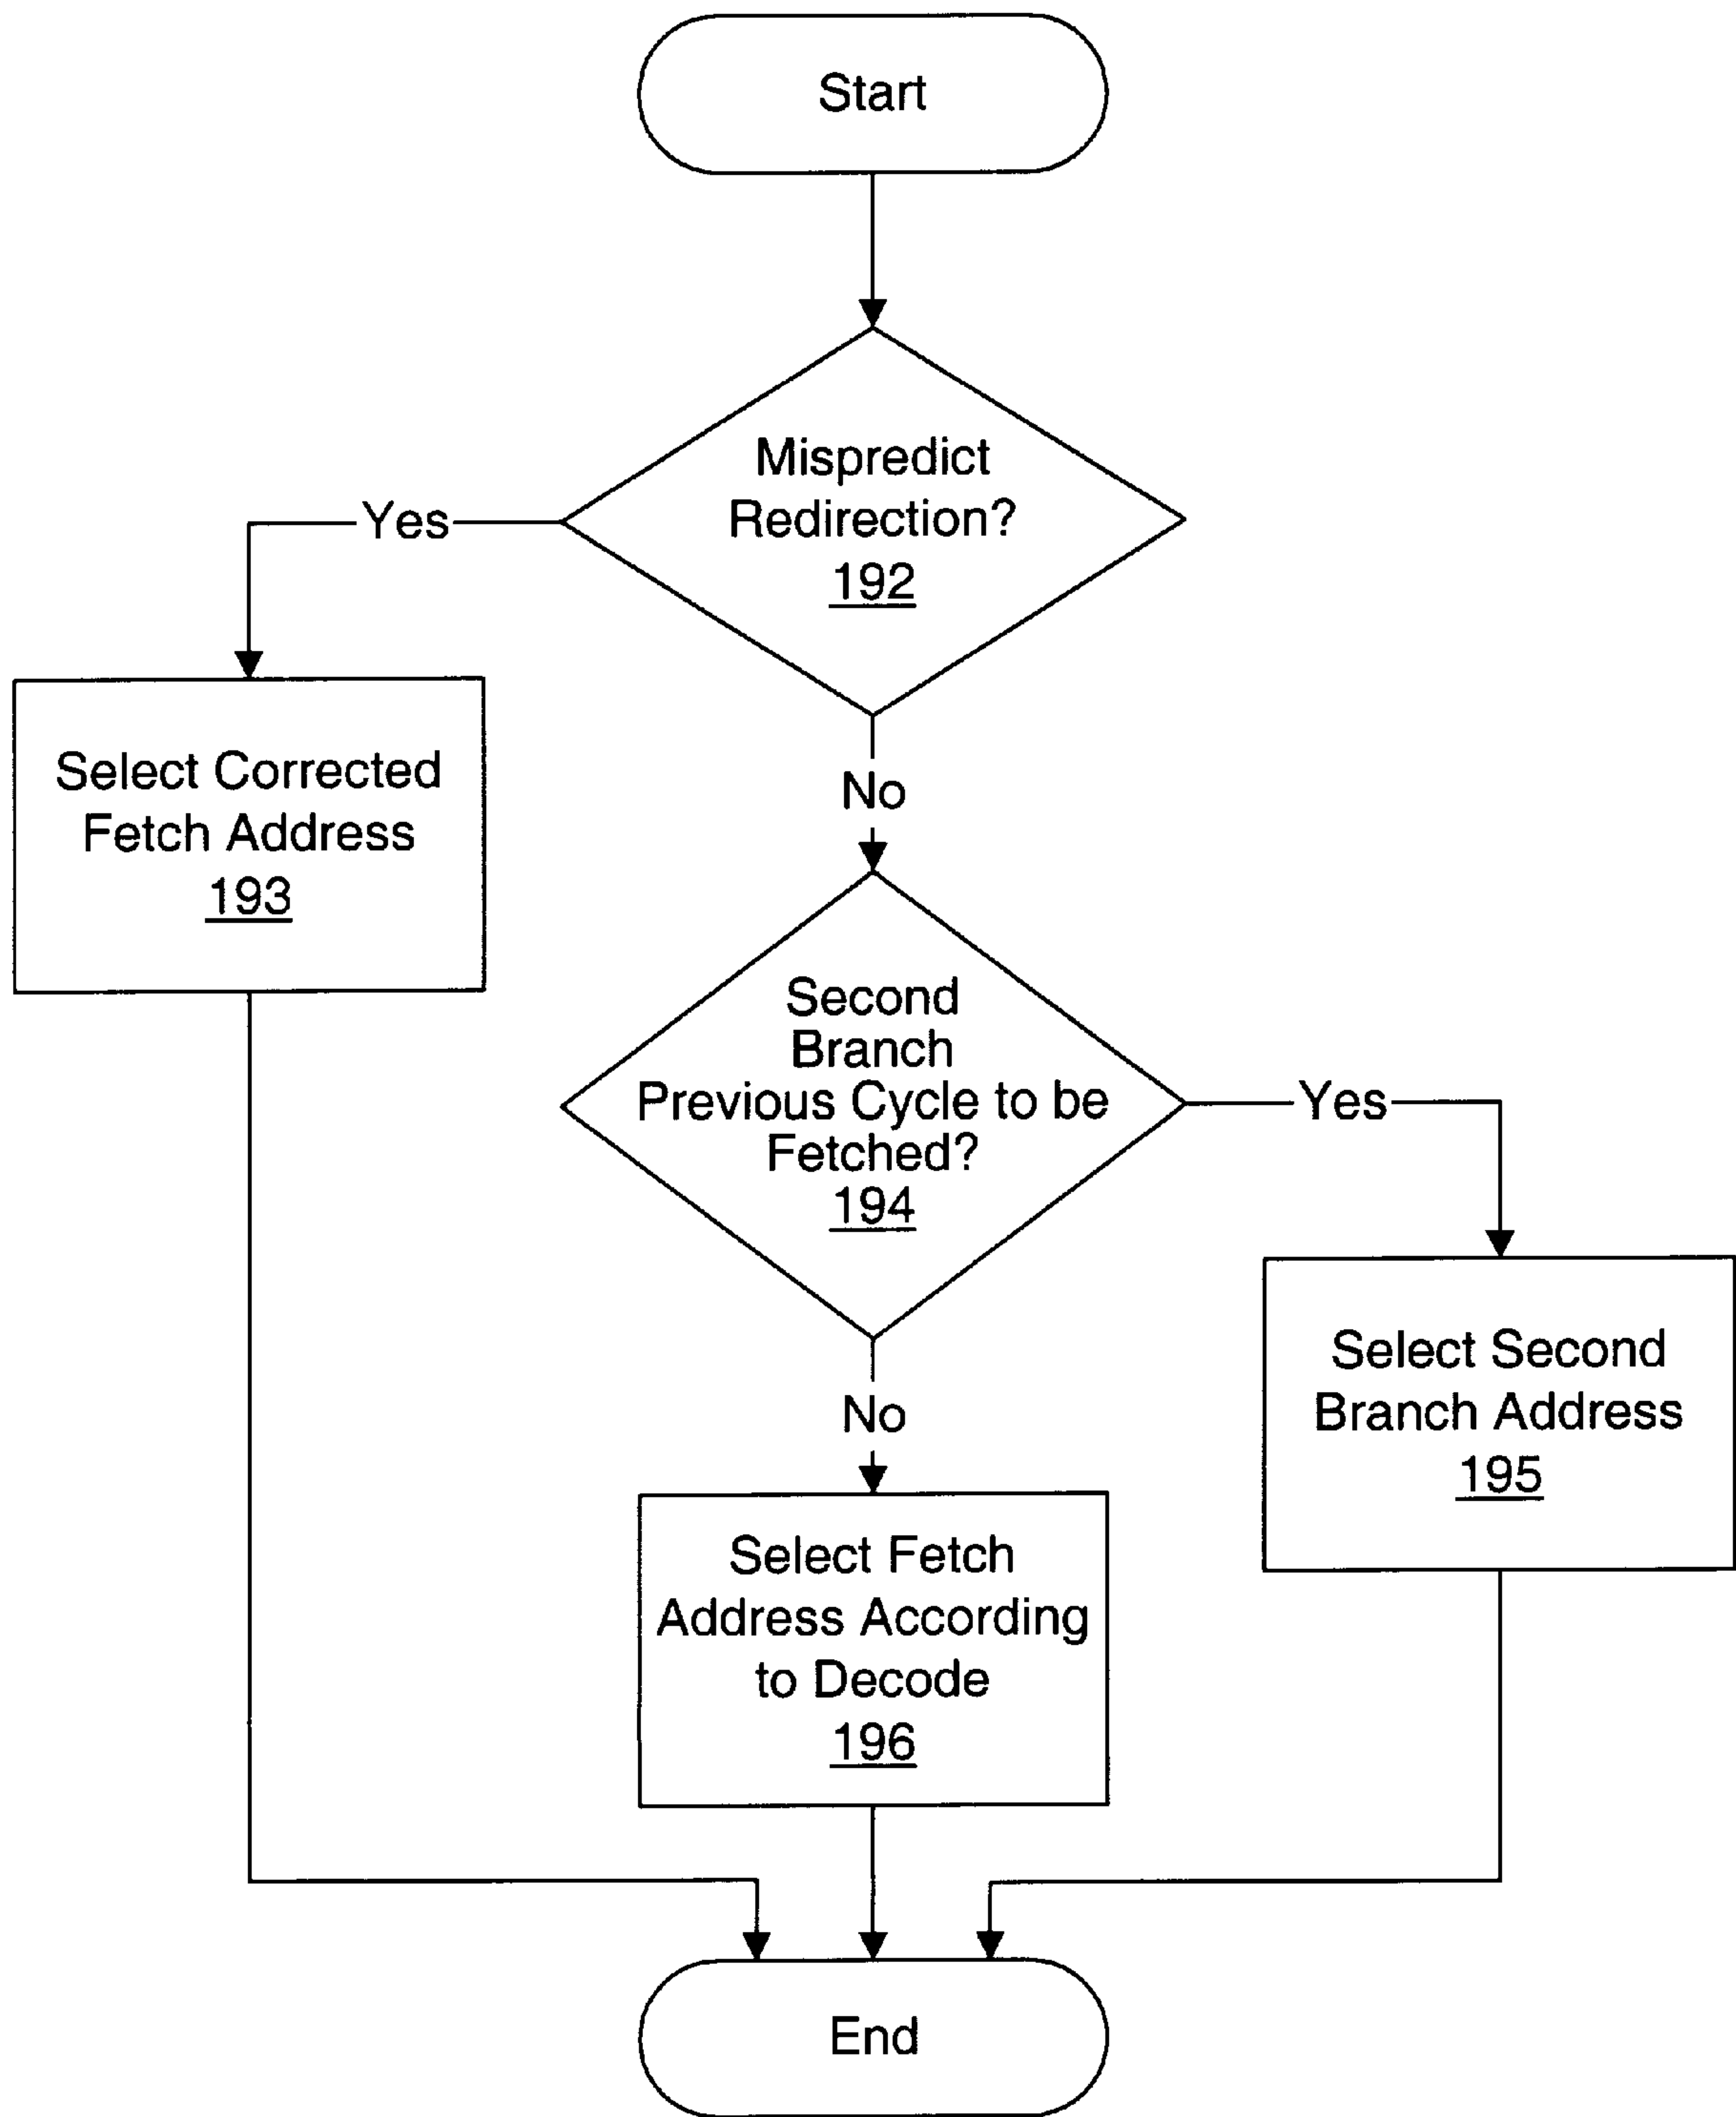 Start
Mispredict
Redirection?
192
Yes
No
Select Corrected
Fetch Address
193
Second
Branch
Previous Cycle to be
Fetched?
194
Yes
No
Select Second
Branch Address
195
Select Fetch
Address According
to Decode
196
End